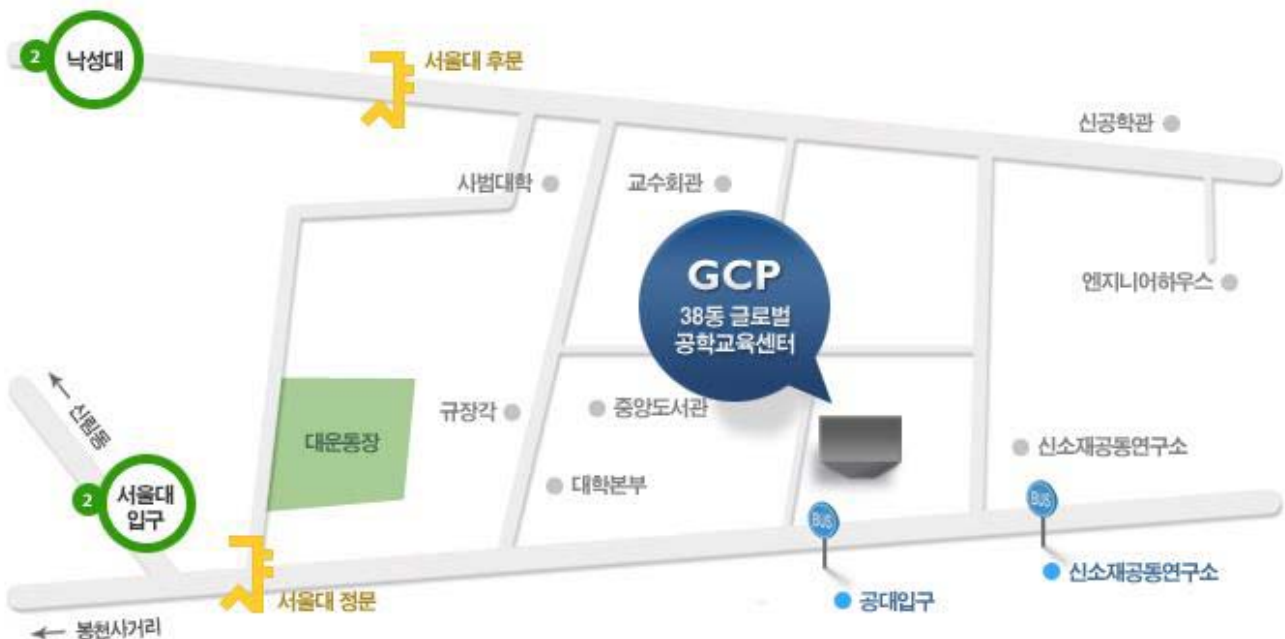 2 낙성대
서울대 후문
신공학관
사범대학
교수회관
GCP
38동 글로벌
공학교육센터
엔지니어하우스
신림동
대운동장
규장각
중앙도서관
신소재공동연구소
2 서울대
입구
대학본부
BUS
BUS
서울대 정문
공대입구
신소재공동연구소
봉천사거리